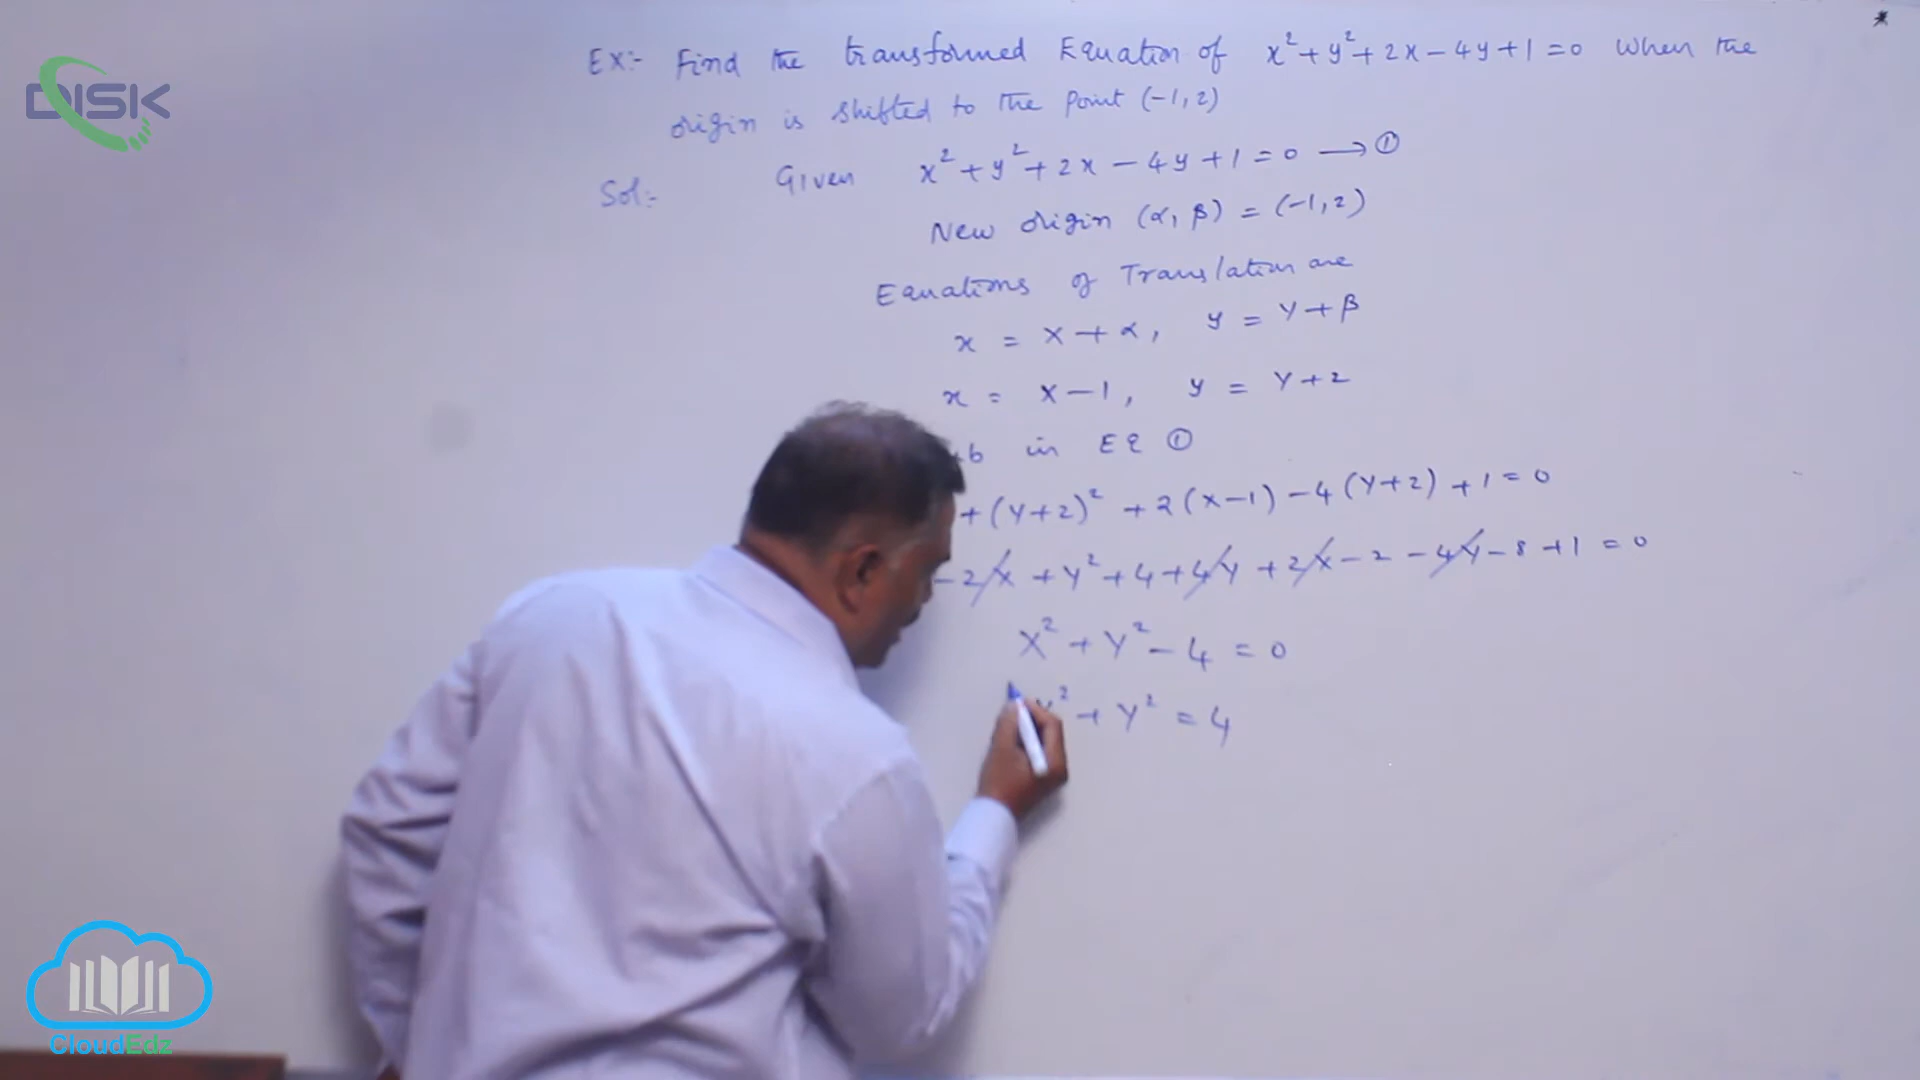 DISK
*
Ex:- Find the transformed Equation of x²+y²+2x-4y+1=0 when the
origin is shifted to the point (-1,2)
Sol:- Given x²+y²+2x-4y+1=0 → ①
New origin (α, β) = (-1,2)
Equations of Translation are
x = X+α, y = Y+β
x = X-1, y = Y+2
in EQ ①
+(Y+2)²+2(X-1)-4(Y+2)+1=0
-2X+Y²+4+4Y+2X-2-4Y-8+1=0
X²+Y²-4=0
X²+Y²=4
CloudEdz